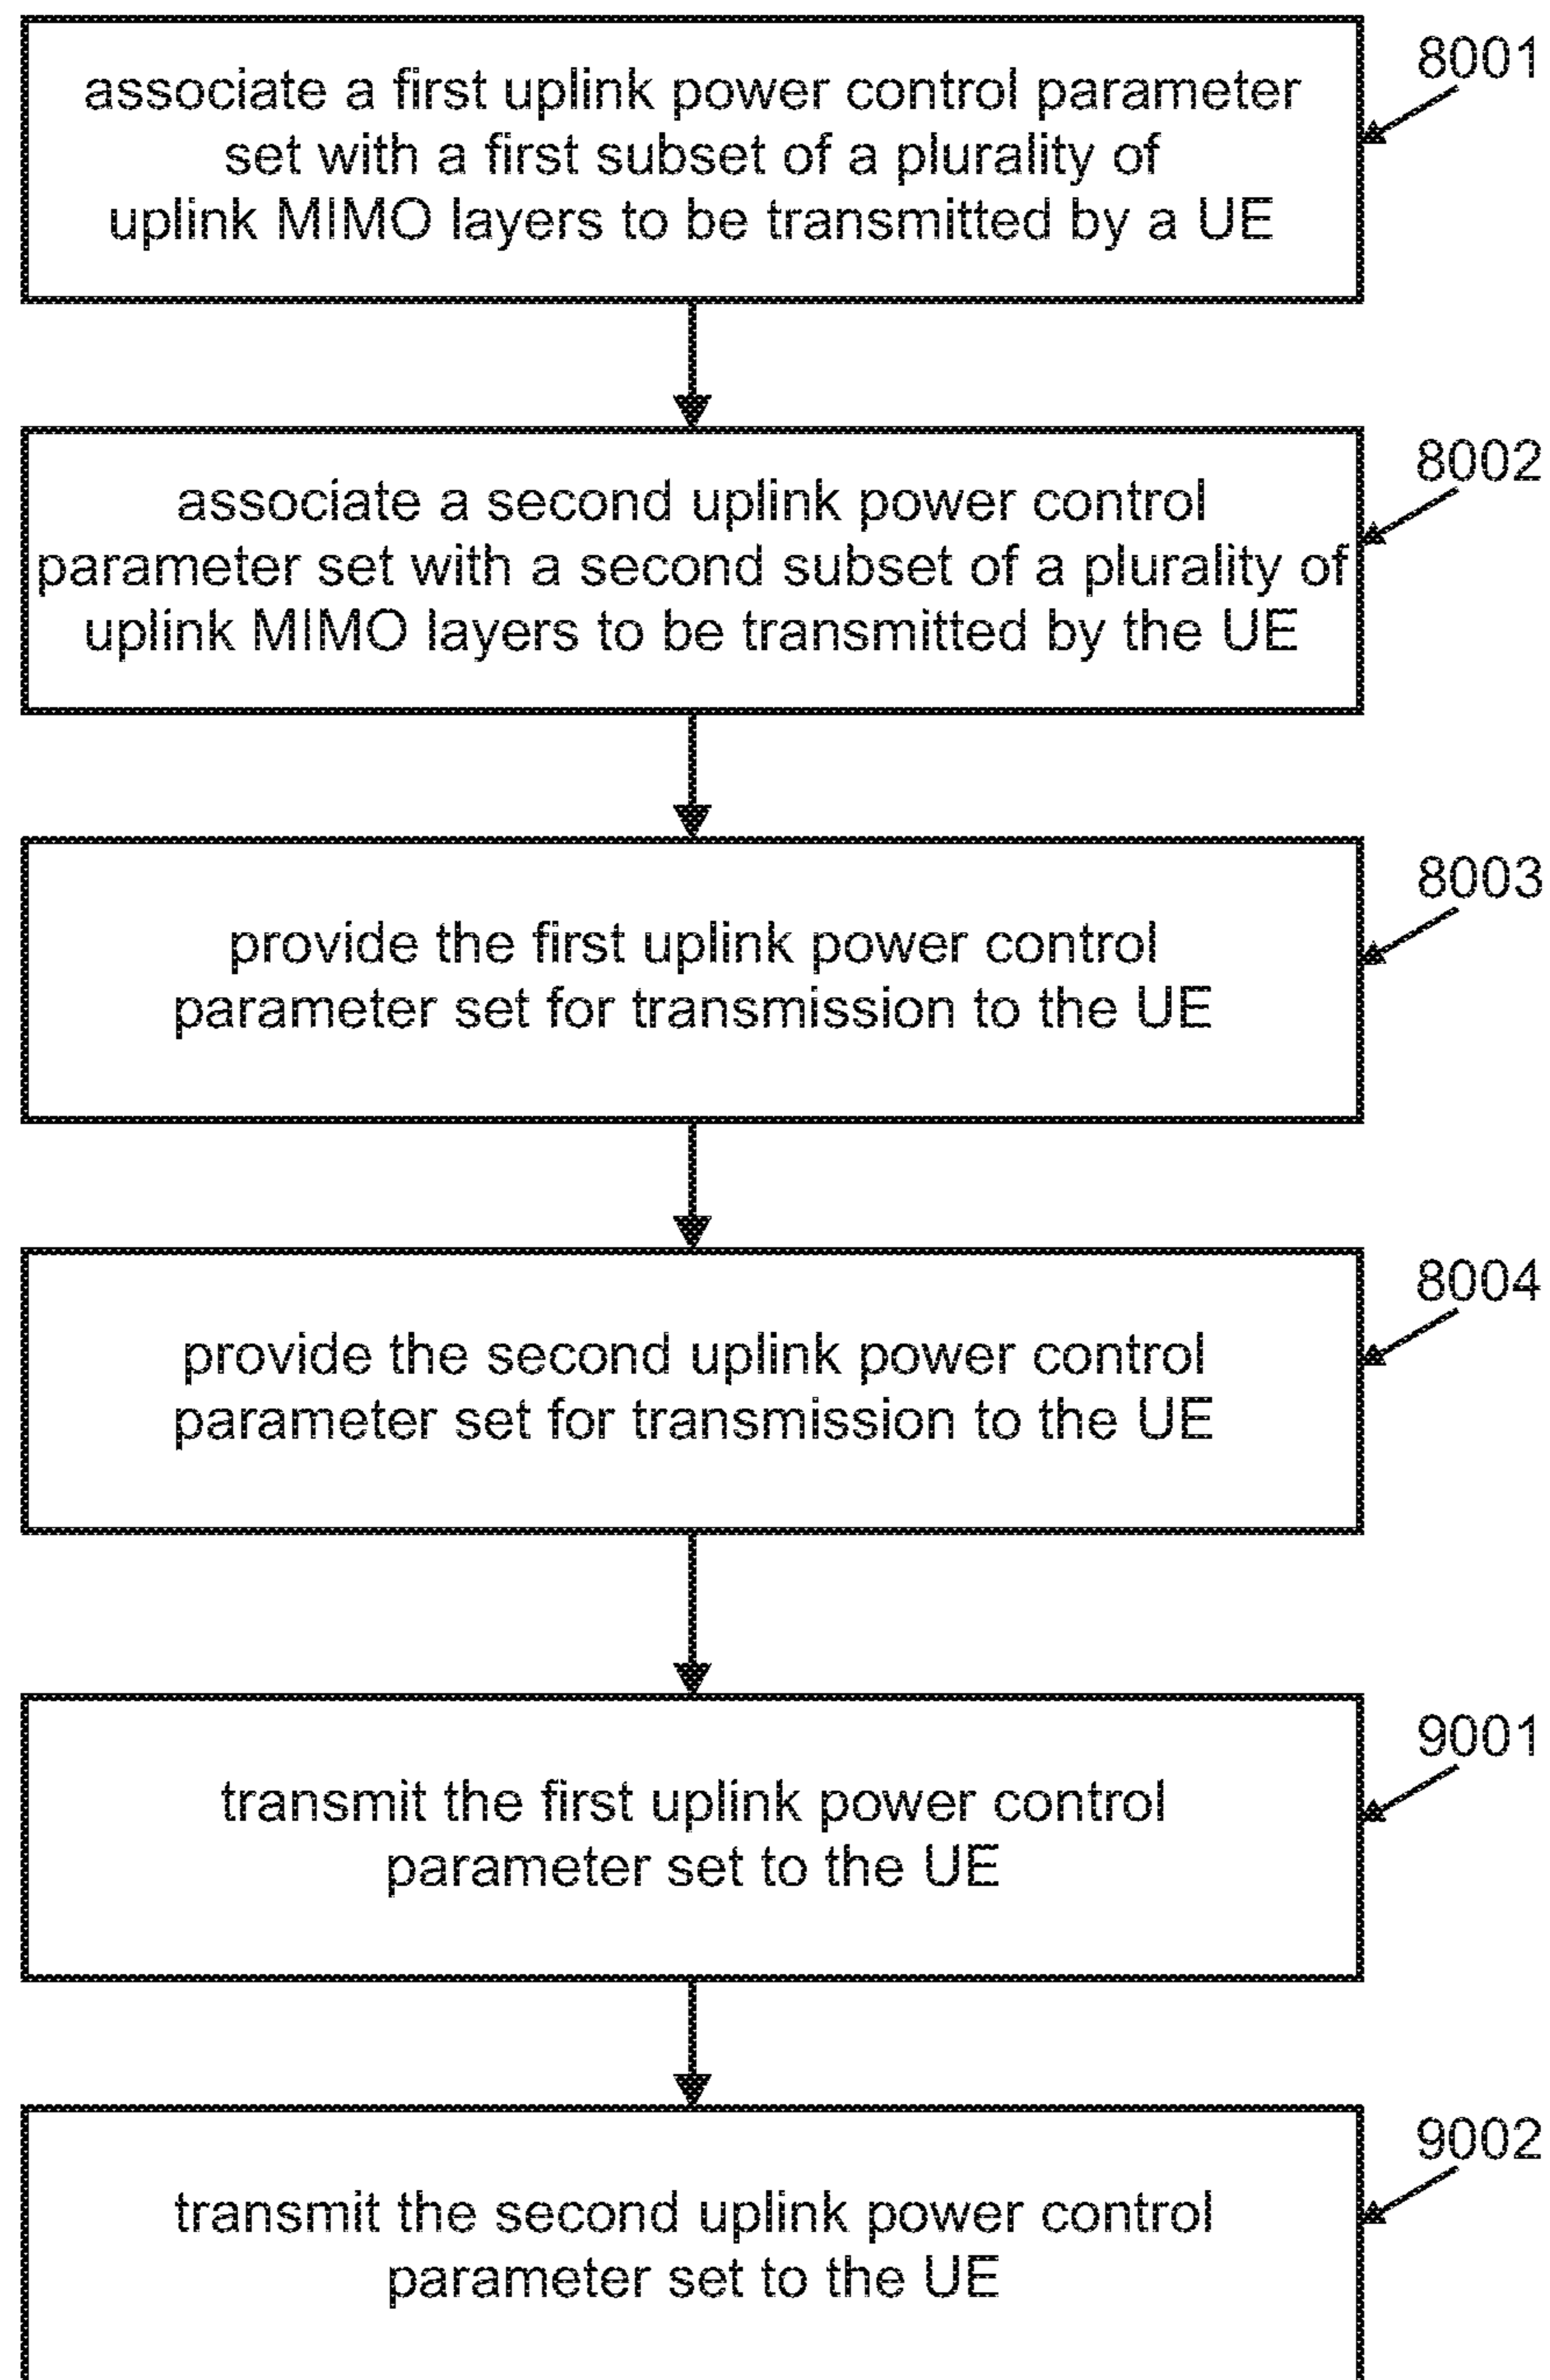 associate a first uplink power control parameter
set with a first subset of a plurality of
uplink MIMO layers to be transmitted by a UE
8001
associate a second uplink power control
parameter set with a second subset of a plurality of
uplink MIMO layers to be transmitted by the UE
8002
provide the first uplink power control
parameter set for transmission to the UE
8003
provide the second uplink power control
parameter set for transmission to the UE
8004
transmit the first uplink power control
parameter set to the UE
9001
transmit the second uplink power control
parameter set to the UE
9002